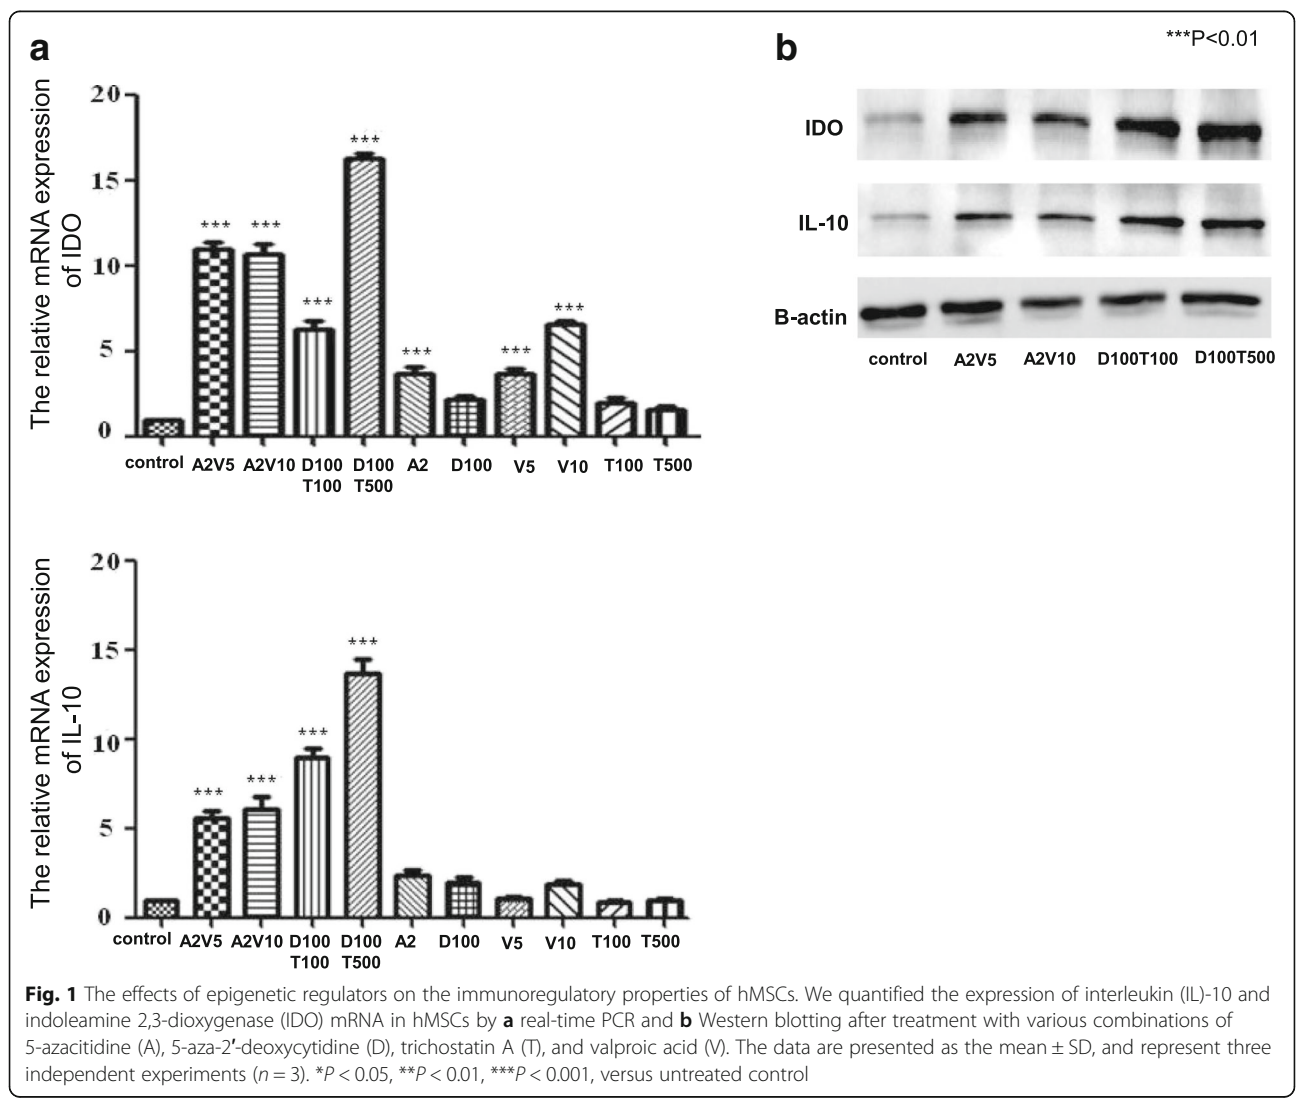 a
The relative mRNA expression
of IDO
20
15
10
5
0
***
***
***
***
***
***
***
control A2V5 A2V10 D100 D100 A2 D100 V5 V10 T100 T500
T100 T500
b
***P<0.01
IDO
IL-10
B-actin
control A2V5 A2V10 D100T100 D100T500
The relative mRNA expression
of IL-10
20
15
10
5
0
***
***
***
***
control A2V5 A2V10 D100 D100 A2 D100 V5 V10 T100 T500
T100 T500
Fig. 1 The effects of epigenetic regulators on the immunoregulatory properties of hMSCs. We quantified the expression of interleukin (IL)-10 and
indoleamine 2,3-dioxygenase (IDO) mRNA in hMSCs by a real-time PCR and b Western blotting after treatment with various combinations of
5-azacitidine (A), 5-aza-2′-deoxycytidine (D), trichostatin A (T), and valproic acid (V). The data are presented as the mean ± SD, and represent three
independent experiments (n = 3). *P < 0.05, **P < 0.01, ***P < 0.001, versus untreated control